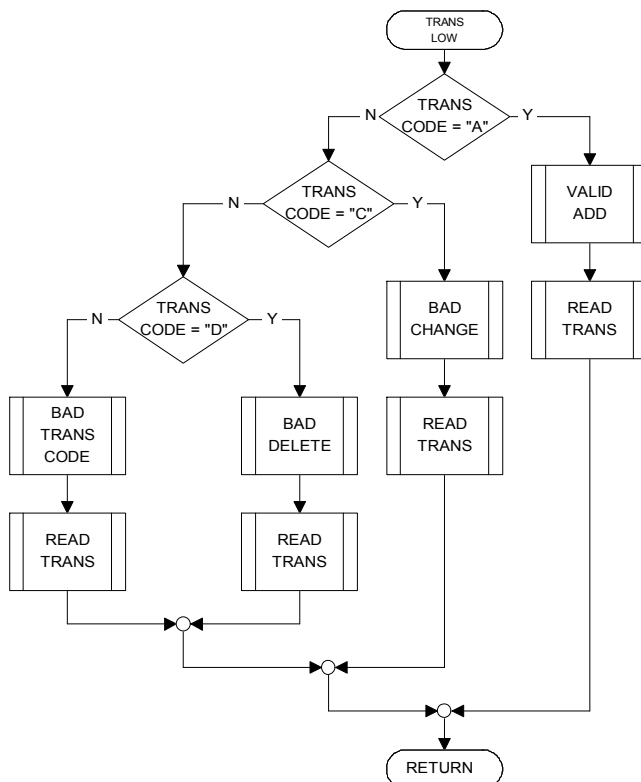 TRANS
LOW
TRANS
CODE = "A"
N
Y
TRANS
CODE = "C"
N
Y
VALID
ADD
TRANS
CODE = "D"
N
Y
BAD
CHANGE
READ
TRANS
BAD
TRANS
CODE
BAD
DELETE
READ
TRANS
READ
TRANS
READ
TRANS
RETURN